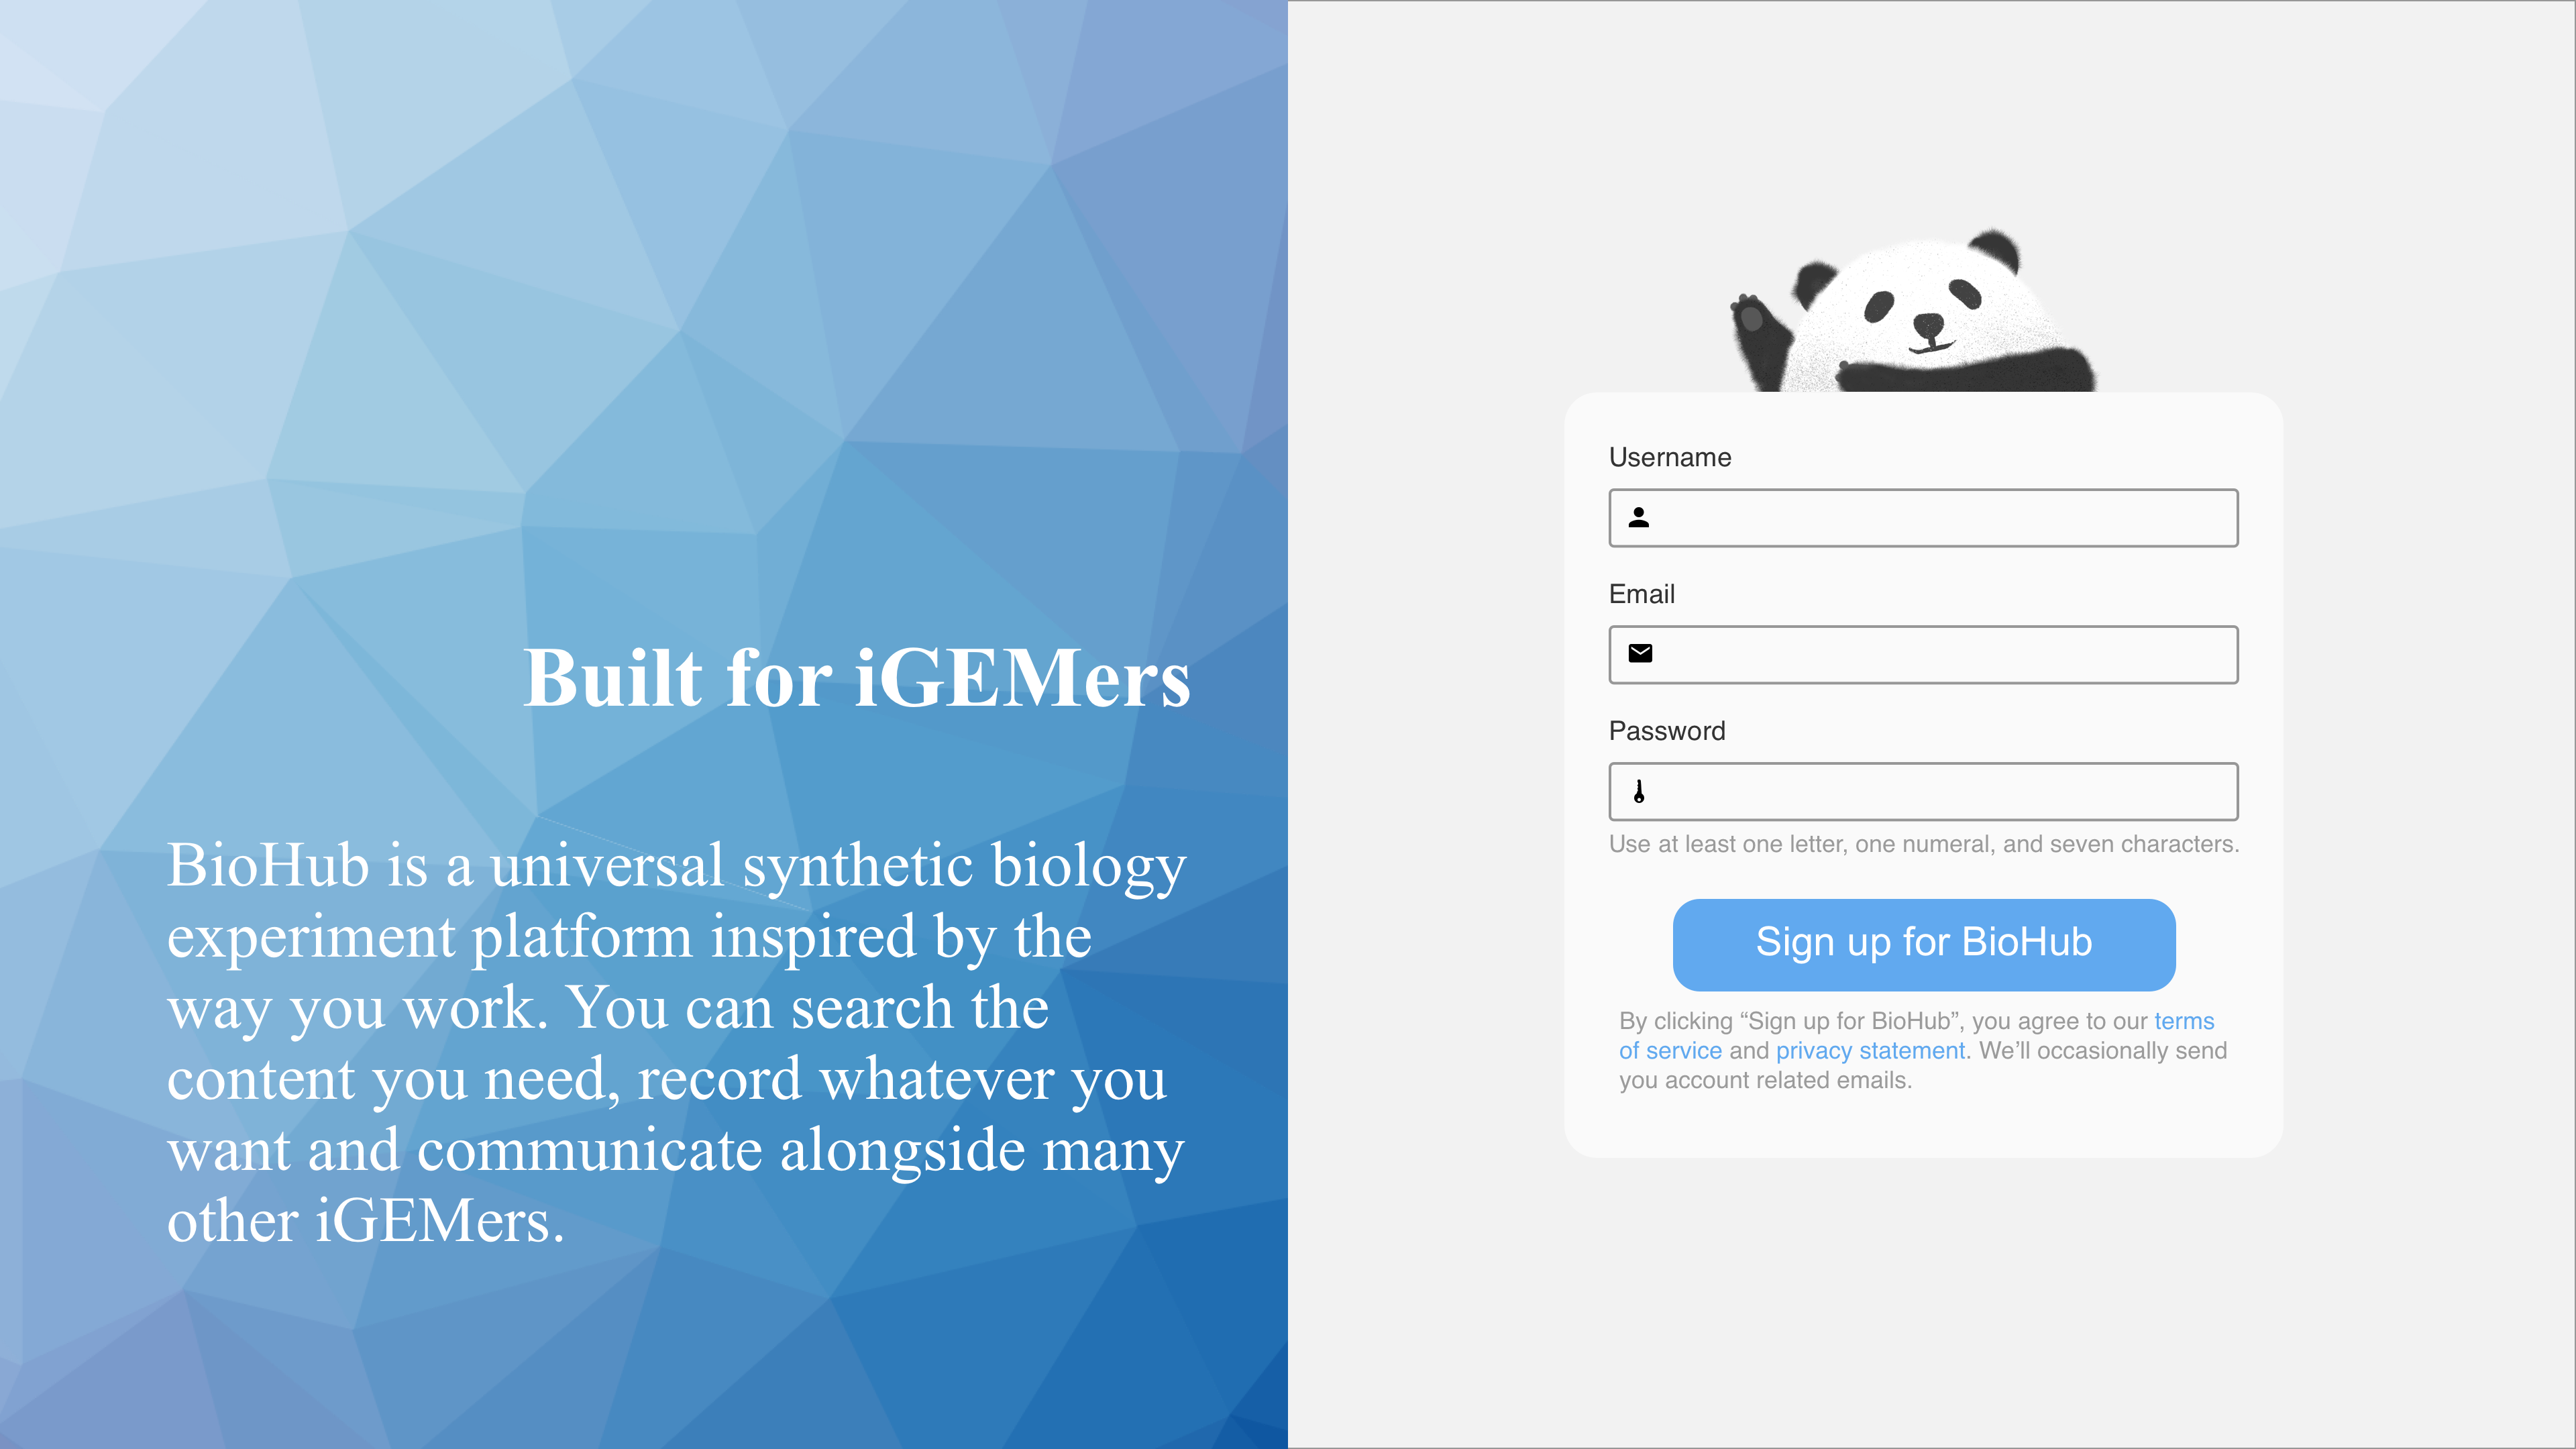 Built for iGEMers
BioHub is a universal synthetic biology
experiment platform inspired by the
way you work. You can search the
content you need, record whatever you
want and communicate alongside many
other iGEMers.
Username
Email
Password
Use at least one letter, one numeral, and seven characters.
Sign up for BioHub
By clicking “Sign up for BioHub”, you agree to our terms
of service and privacy statement. We’ll occasionally send
you account related emails.